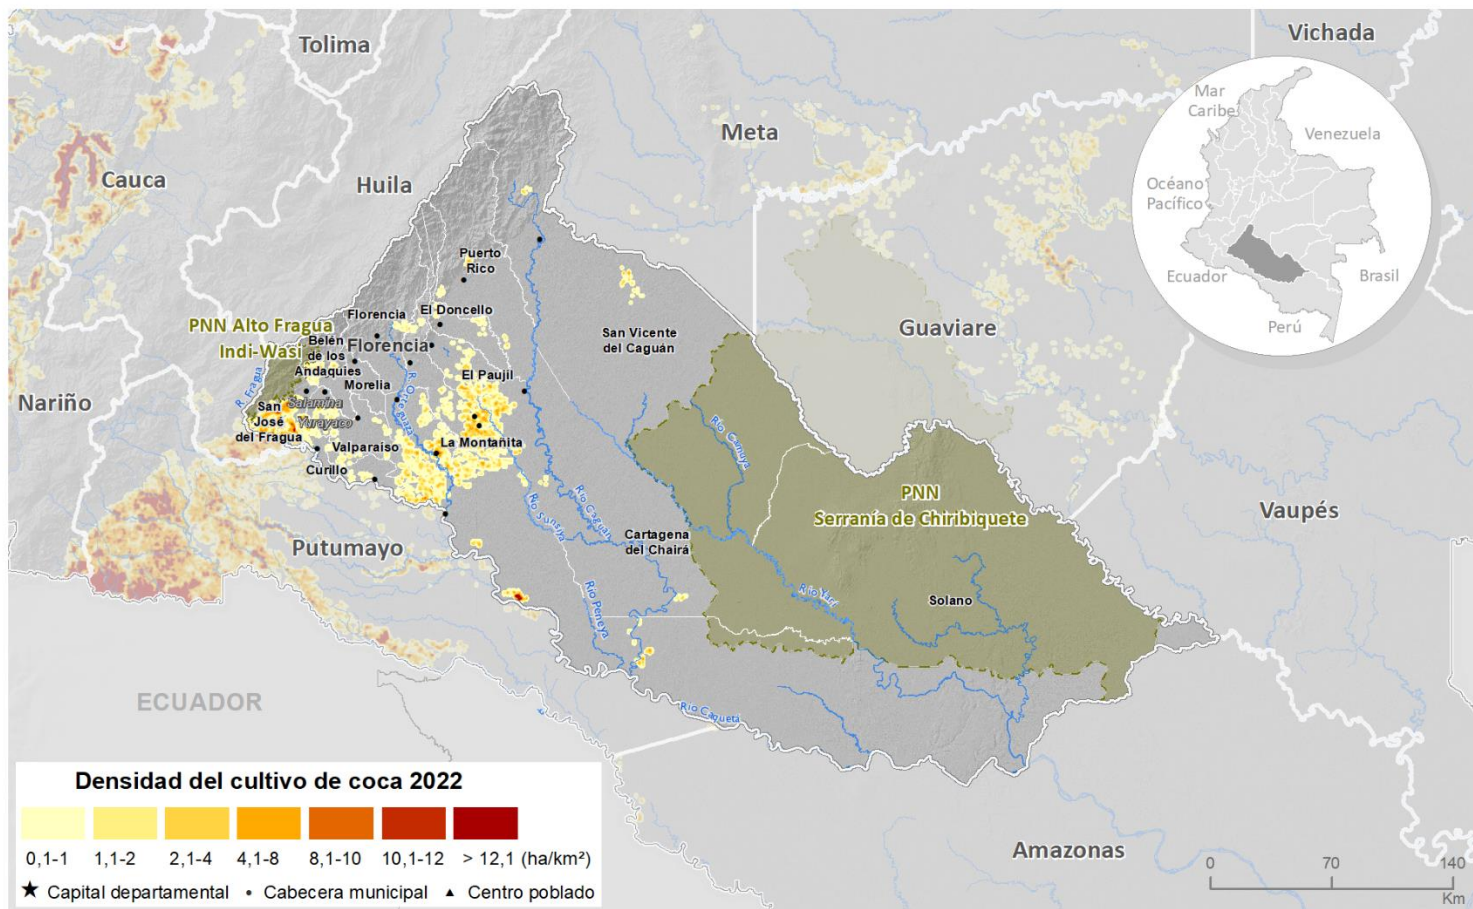 Tolima
Vichada
Mar
Caribe
Venezuela
Meta
Cauca
Huila
Océano
Pacífico
Ecuador
Brasil
Perú
Puerto
Rico
Florencia
El Doncello
PNN Alto Fragua
Indi-Wasi
Belén
de los
Andaquies
Florencia
San Vicente
del Caguán
Guaviare
R. Fragua
Morelia
El Paujil
Nariño
San
José
del Fragua
Salamina
Yurayaco
R. Orteguaza
Valparaiso
La Montañita
Curillo
Río Camuya
PNN
Serranía de Chiribiquete
Vaupés
Putumayo
Río Sunsiya
Río Caguán
Cartagena
del Chairá
Río Peneya
Río Yarí
Solano
ECUADOR
Río Caquetá
Amazonas
Densidad del cultivo de coca 2022
0,1-1 1,1-2 2,1-4 4,1-8 8,1-10 10,1-12 > 12,1 (ha/km²)
★ Capital departamental • Cabecera municipal ▲ Centro poblado
0 70 140
Km